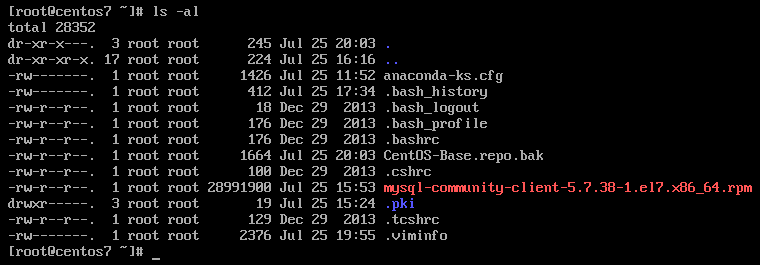 [root@centos7 ~]# ls -al
total 28352
dr-xr-x---.  3 root root      245 Jul 25 20:03 .
dr-xr-xr-x. 17 root root      224 Jul 25 16:16 ..
-rw-------.  1 root root     1426 Jul 25 11:52 anaconda-ks.cfg
-rw-------.  1 root root      412 Jul 25 17:34 .bash_history
-rw-r--r--.  1 root root       18 Dec 29  2013 .bash_logout
-rw-r--r--.  1 root root      176 Dec 29  2013 .bash_profile
-rw-r--r--.  1 root root      176 Dec 29  2013 .bashrc
-rw-r--r--.  1 root root     1664 Jul 25 20:03 CentOS-Base.repo.bak
-rw-r--r--.  1 root root      100 Dec 29  2013 .cshrc
-rw-r--r--.  1 root root 28991900 Jul 25 15:53 mysql-community-client-5.7.38-1.el7.x86_64.rpm
drwxr-----.  3 root root       19 Jul 25 15:24 .pki
-rw-r--r--.  1 root root      129 Dec 29  2013 .tcshrc
-rw-------.  1 root root     2376 Jul 25 19:55 .viminfo
[root@centos7 ~]# _